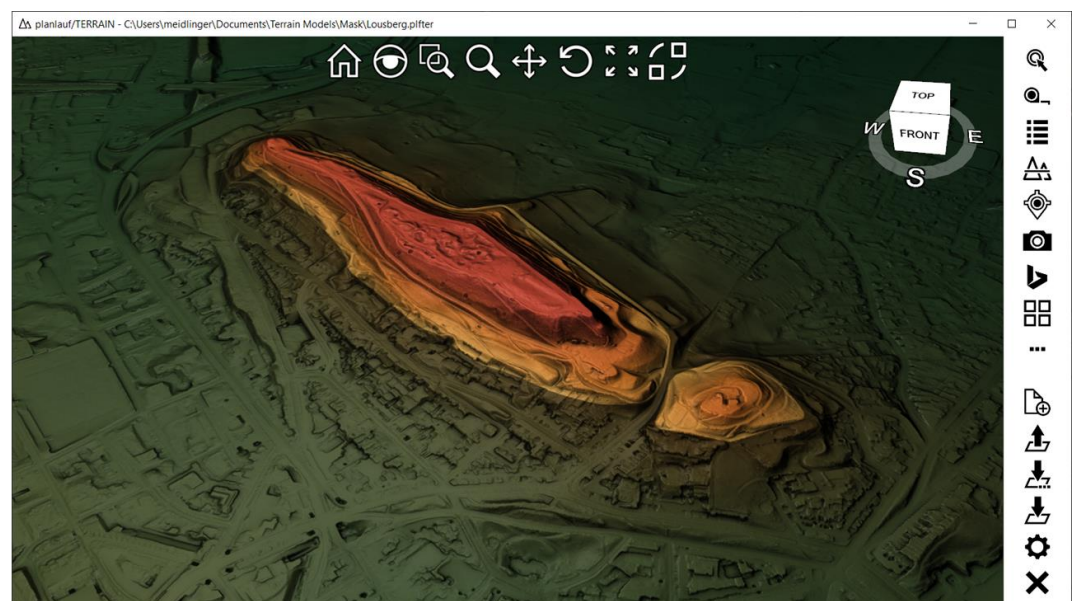 planlauf/TERRAIN - C:\Users\meidlinger\Documents\Terrain Models\Mask\Lousberg.plfter
TOP
W
FRONT
E
S